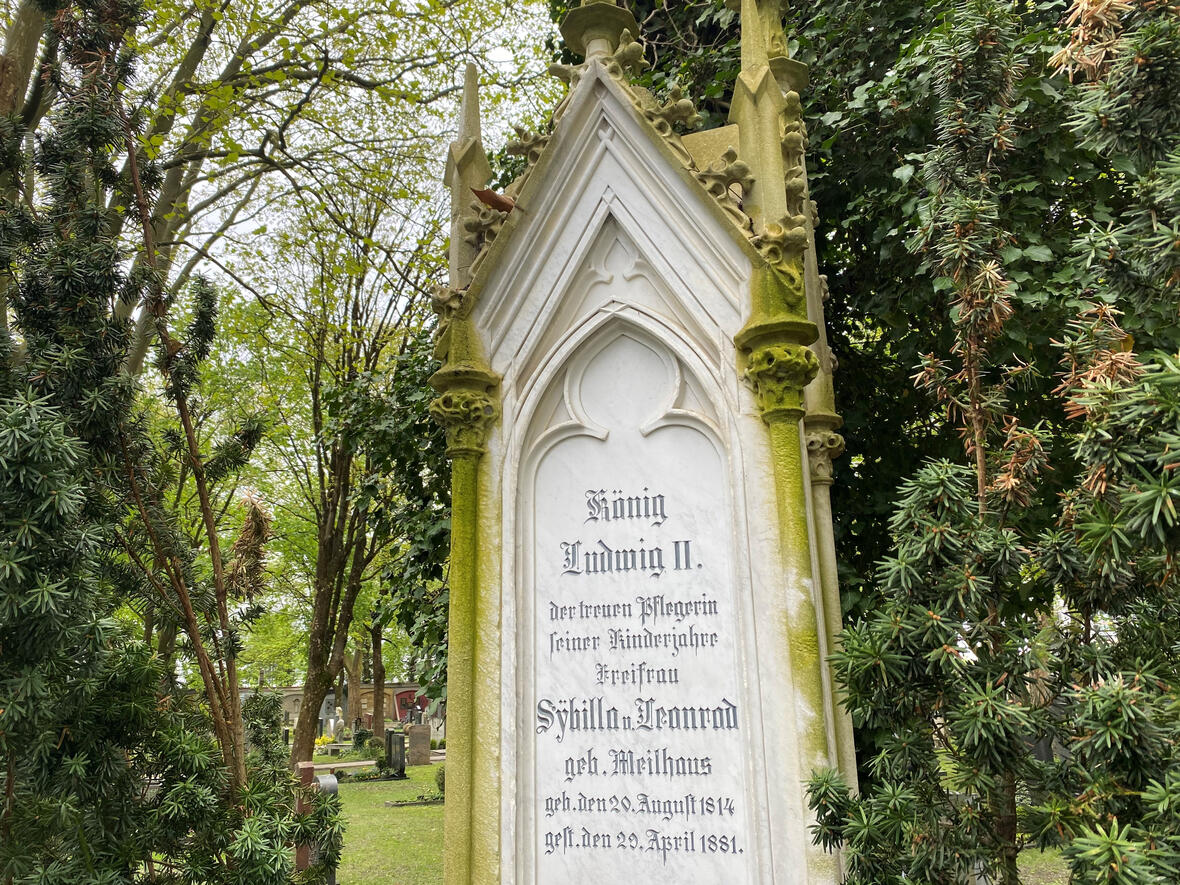 König
Ludwig II.
der treuen Pflegerin
seiner Kinderjahre
Freifrau
Sÿbilla v. Leonrod
geb. Meilhaus
geb. den 20. August 1814
gest. den 29. April 1881.